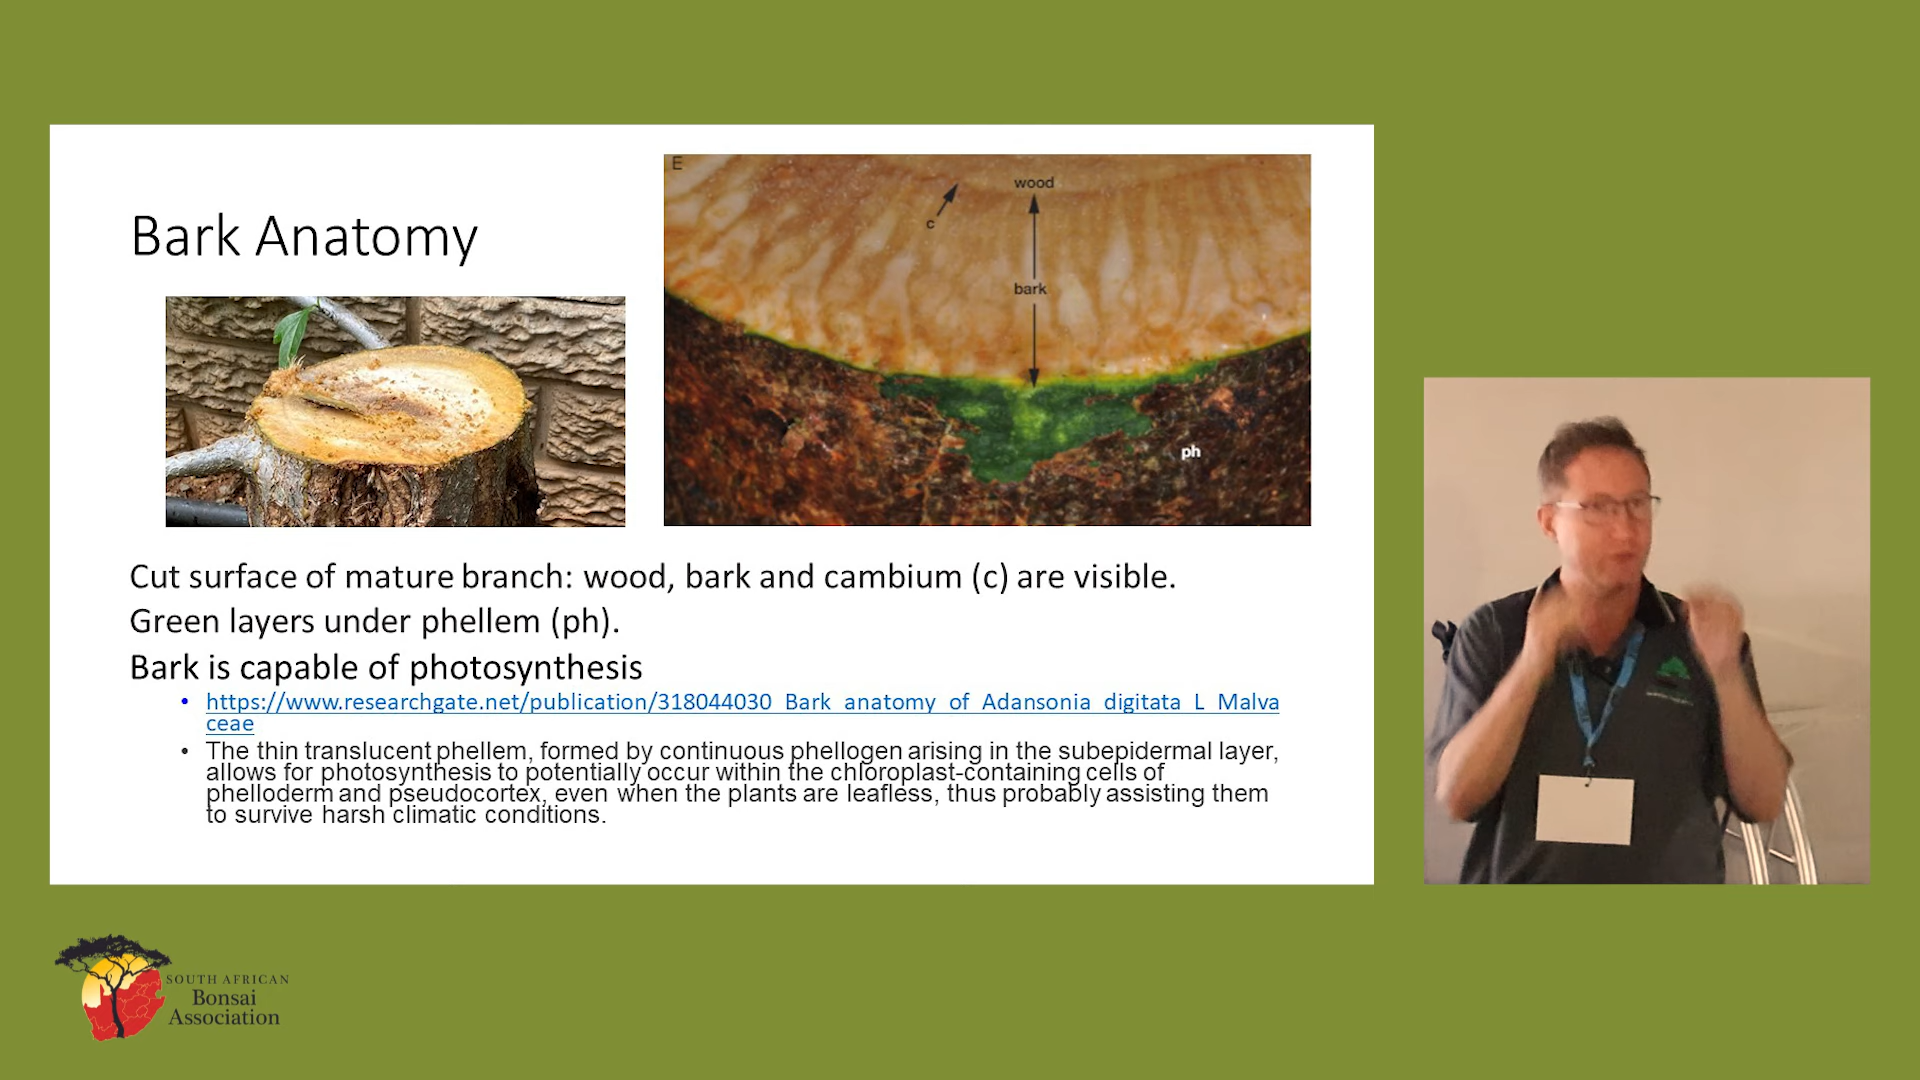 Bark Anatomy
E
wood
c
bark
ph
Cut surface of mature branch: wood, bark and cambium (c) are visible.
Green layers under phellem (ph).
Bark is capable of photosynthesis
• https://www.researchgate.net/publication/318044030_Bark_anatomy_of_Adansonia_digitata_L_Malva
ceae
• The thin translucent phellem, formed by continuous phellogen arising in the subepidermal layer,
allows for photosynthesis to potentially occur within the chloroplast-containing cells of
phelloderm and pseudocortex, even when the plants are leafless, thus probably assisting them
to survive harsh climatic conditions.
SOUTH AFRICAN
Bonsai
Association